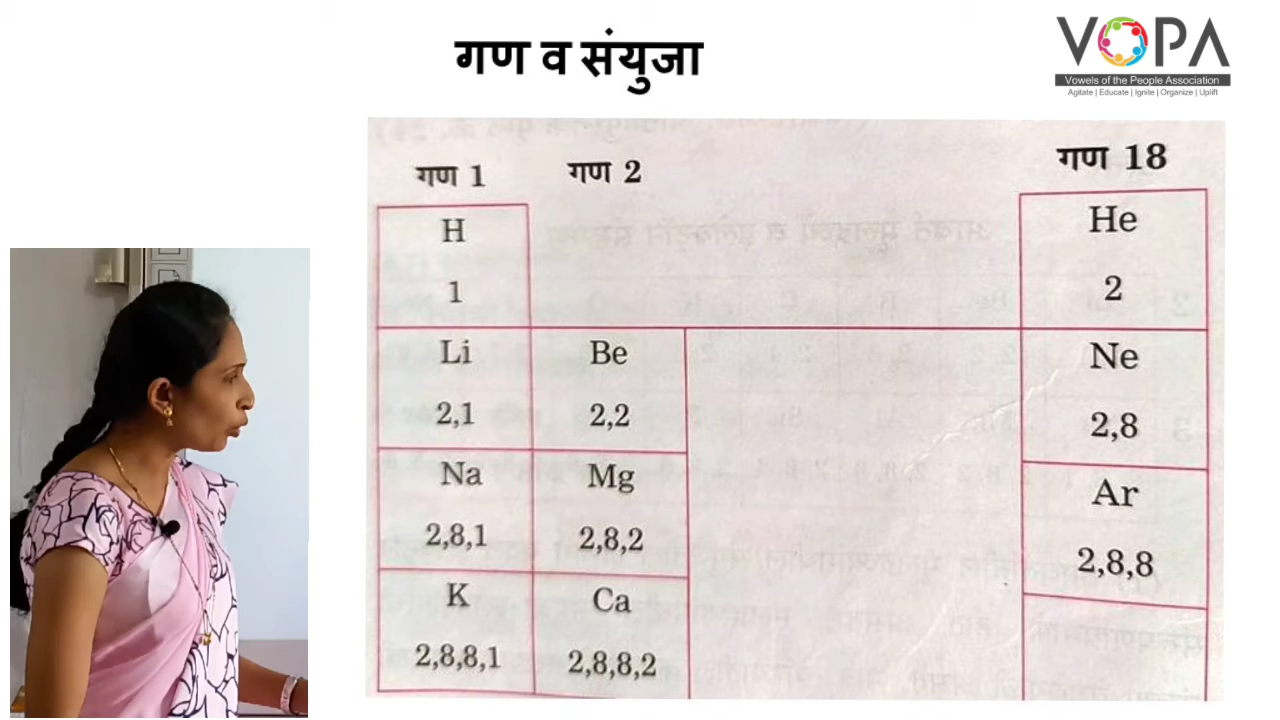 गण व संयुजा
VOPA
Vowels of the People Association
Agitate | Educate | Ignite | Organize | Uplift
गण 1 गण 2 गण 18
H He
1 2
Li Be Ne
2,1 2,2 2,8
Na Mg Ar
2,8,1 2,8,2 2,8,8
K Ca
2,8,8,1 2,8,8,2